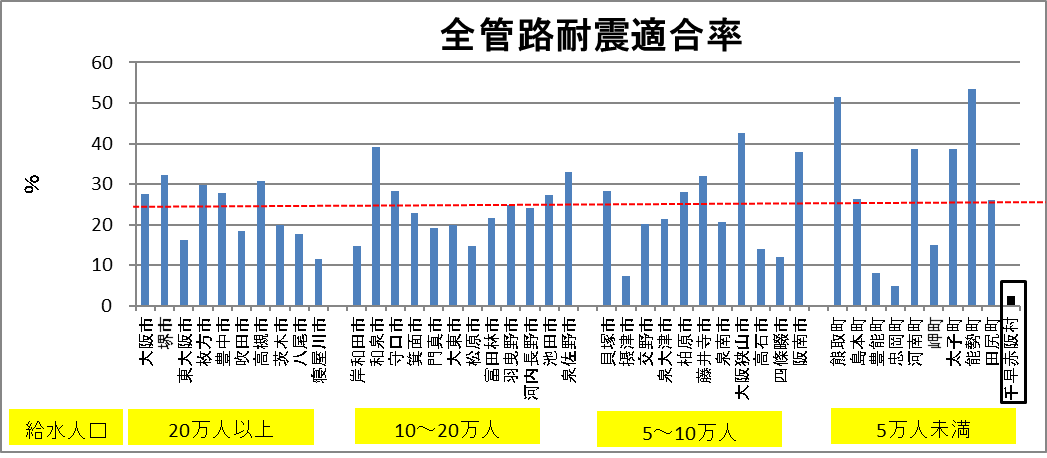 全管路耐震適合率
%
60
50
40
30
20
10
0
大阪市
堺市
東大阪市
枚方市
豊中市
吹田市
高槻市
茨木市
八尾市
寝屋川市
岸和田市
和泉市
守口市
箕面市
門真市
大東市
松原市
富田林市
羽曳野市
河内長野市
池田市
泉佐野市
貝塚市
摂津市
交野市
泉大津市
柏原市
藤井寺市
泉南市
大阪狭山市
高石市
四條畷市
阪南市
熊取町
島本町
豊能町
忠岡町
河南町
岬町
太子町
能勢町
田尻町
千早赤阪村
給水人口
20万人以上
10～20万人
5～10万人
5万人未満